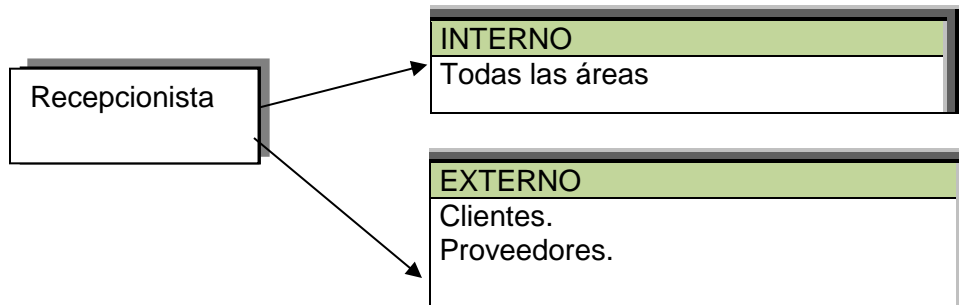 Recepcionista
INTERNO
Todas las áreas
EXTERNO
Clientes.
Proveedores.